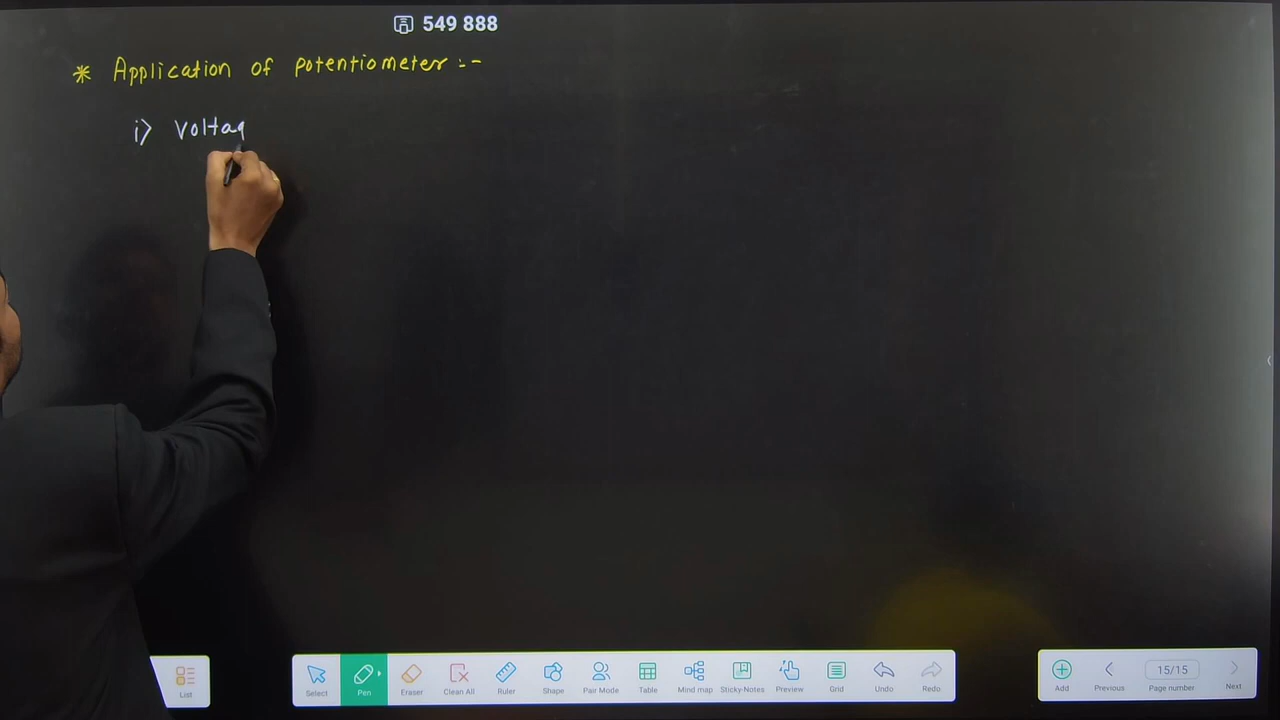 549 888
* Application of potentiometer :-
i> Voltag
List
Select
Pen
Eraser
Clean All
Ruler
Shape
Pair Mode
Table
Mind map
Sticky-Notes
Preview
Grid
Undo
Redo
Add
Previous
15/15
Page number
Next